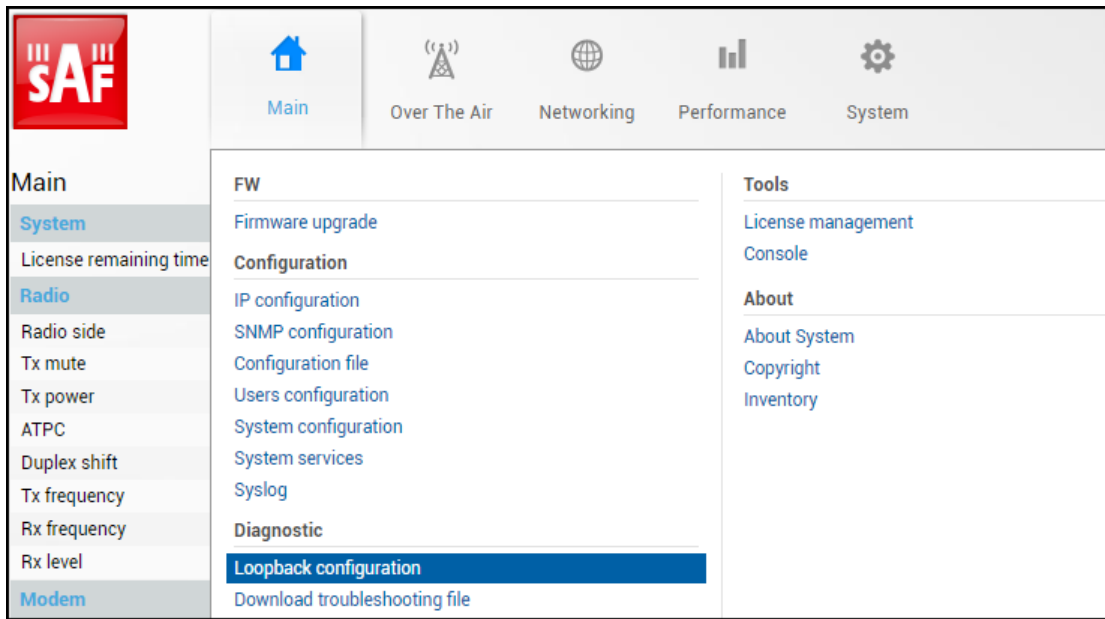 SAF
Main
Over The Air
Networking
Performance
System
Main
System
License remaining time
Radio
Radio side
Tx mute
Tx power
ATPC
Duplex shift
Tx frequency
Rx frequency
Rx level
Modem
FW
Firmware upgrade
Configuration
IP configuration
SNMP configuration
Configuration file
Users configuration
System configuration
System services
Syslog
Diagnostic
Loopback configuration
Download troubleshooting file
Tools
License management
Console
About
About System
Copyright
Inventory